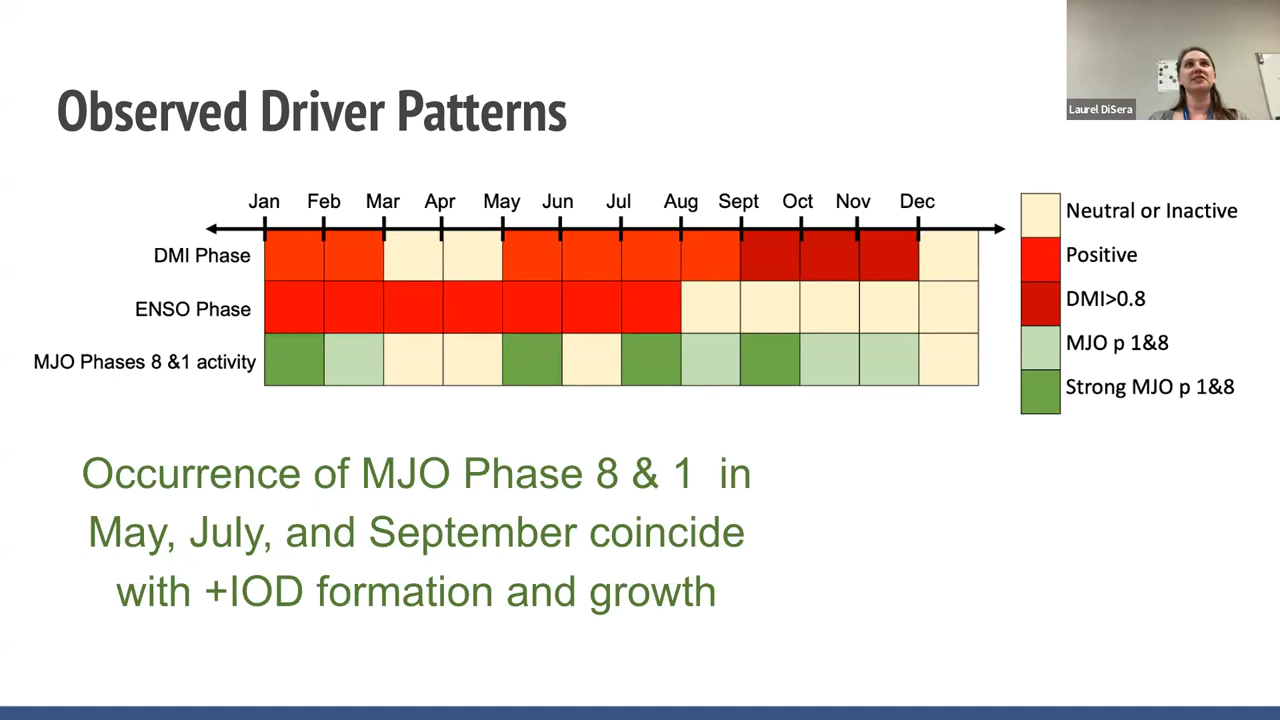 Laurel DiSera
Observed Driver Patterns
Jan Feb Mar Apr May Jun Jul Aug Sept Oct Nov Dec
DMI Phase
ENSO Phase
MJO Phases 8 &1 activity
Neutral or Inactive
Positive
DMI>0.8
MJO p 1&8
Strong MJO p 1&8
Occurrence of MJO Phase 8 & 1 in
May, July, and September coincide
with +IOD formation and growth